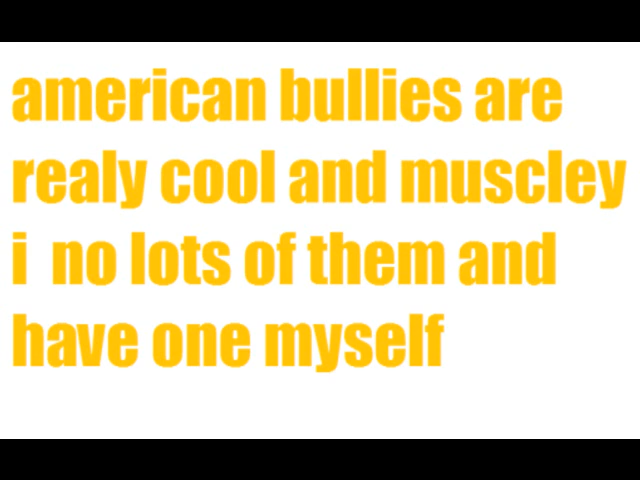 american bullies are
realy cool and muscley
i  no lots of them and
have one myself